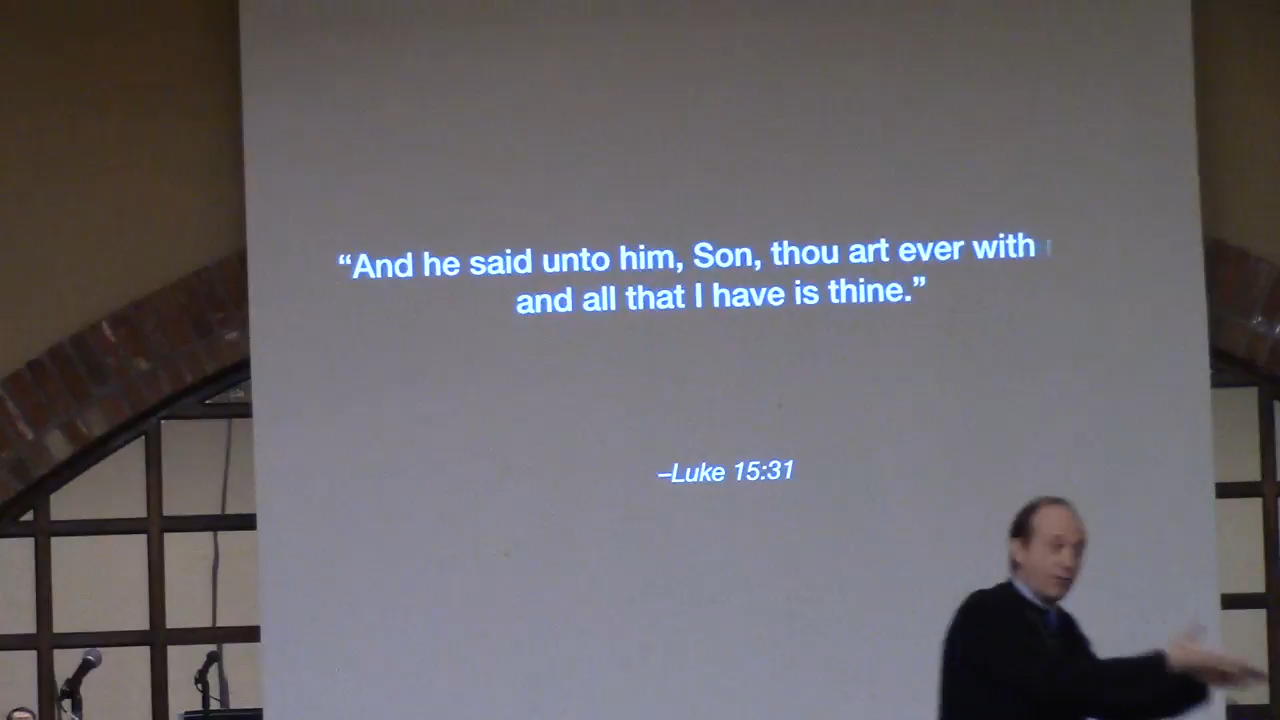 “And he said unto him, Son, thou art ever with
and all that I have is thine.”
–Luke 15:31